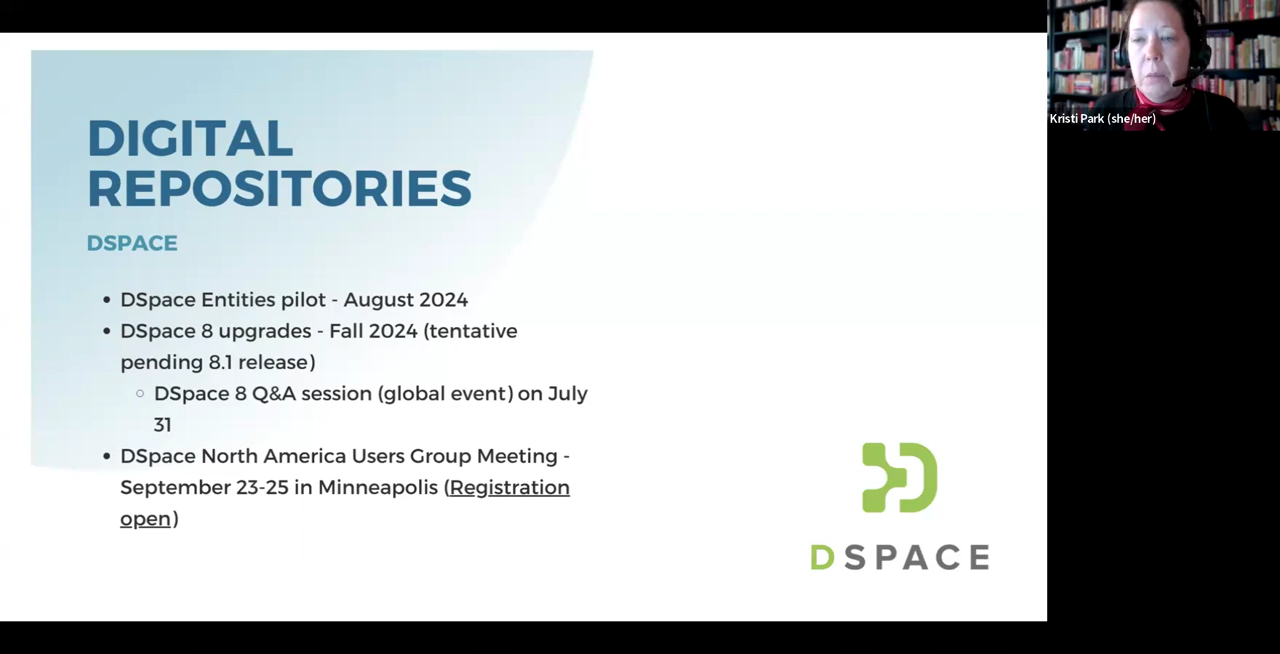 DIGITAL
REPOSITORIES
DSPACE
• DSpace Entities pilot - August 2024
• DSpace 8 upgrades - Fall 2024 (tentative
pending 8.1 release)
○ DSpace 8 Q&A session (global event) on July
31
• DSpace North America Users Group Meeting -
September 23-25 in Minneapolis (Registration
open)
DSPACE
Kristi Park (she/her)